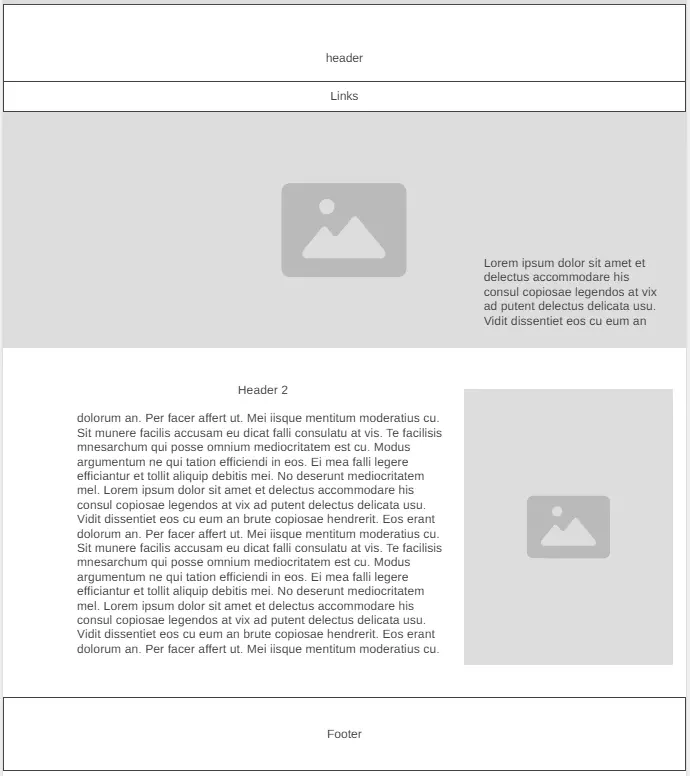 header
Links
Lorem ipsum dolor sit amet et
delectus accommodare his
consul copiosae legendos at vix
ad putent delectus delicata usu.
Vidit dissentiet eos cu eum an
Header 2
dolorum an. Per facer affert ut. Mei iisque mentitum moderatius cu.
Sit munere facilis accusam eu dicat falli consulatu at vis. Te facilisis
mnesarchum qui posse omnium mediocritatem est cu. Modus
argumentum ne qui tation efficiendi in eos. Ei mea falli legere
efficiantur et tollit aliquip debitis mei. No deserunt mediocritatem
mel. Lorem ipsum dolor sit amet et delectus accommodare his
consul copiosae legendos at vix ad putent delectus delicata usu.
Vidit dissentiet eos cu eum an brute copiosae hendrerit. Eos erant
dolorum an. Per facer affert ut. Mei iisque mentitum moderatius cu.
Sit munere facilis accusam eu dicat falli consulatu at vis. Te facilisis
mnesarchum qui posse omnium mediocritatem est cu. Modus
argumentum ne qui tation efficiendi in eos. Ei mea falli legere
efficiantur et tollit aliquip debitis mei. No deserunt mediocritatem
mel. Lorem ipsum dolor sit amet et delectus accommodare his
consul copiosae legendos at vix ad putent delectus delicata usu.
Vidit dissentiet eos cu eum an brute copiosae hendrerit. Eos erant
dolorum an. Per facer affert ut. Mei iisque mentitum moderatius cu.
Footer